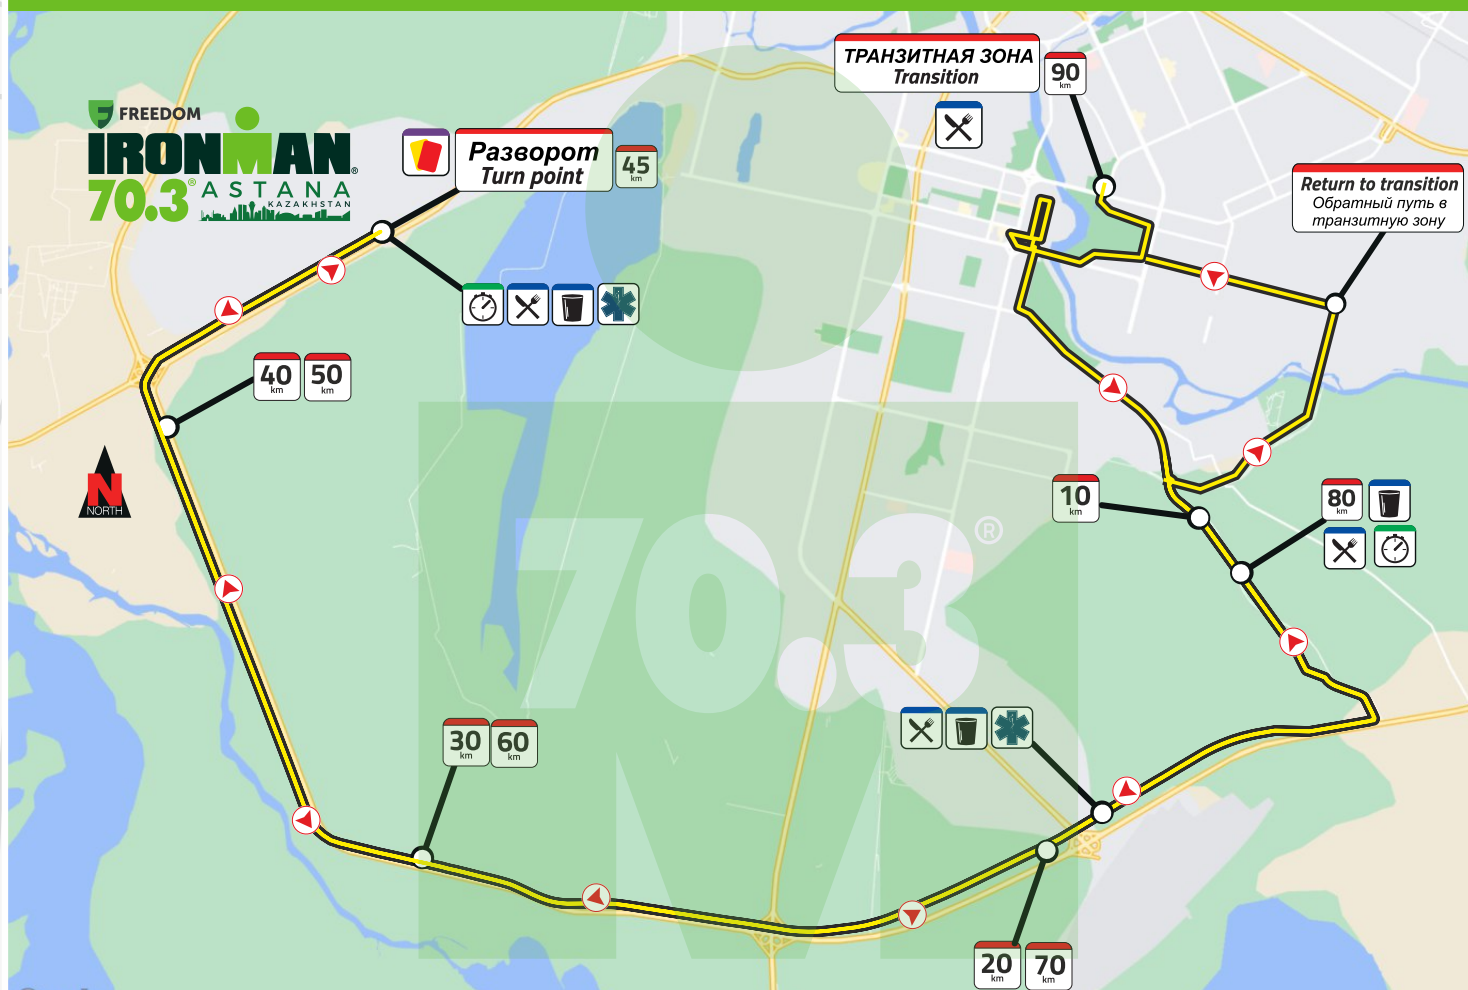 FREEDOM
IRONMAN®
70.3® ASTANA
KAZAKHSTAN
ТРАНЗИТНАЯ ЗОНА
Transition
90
km
Разворот
Turn point
45
km
Return to transition
Обратный путь в
транзитную зону
40
km
50
km
N
NORTH
10
km
80
km
70.3®
M
30
km
60
km
20
km
70
km